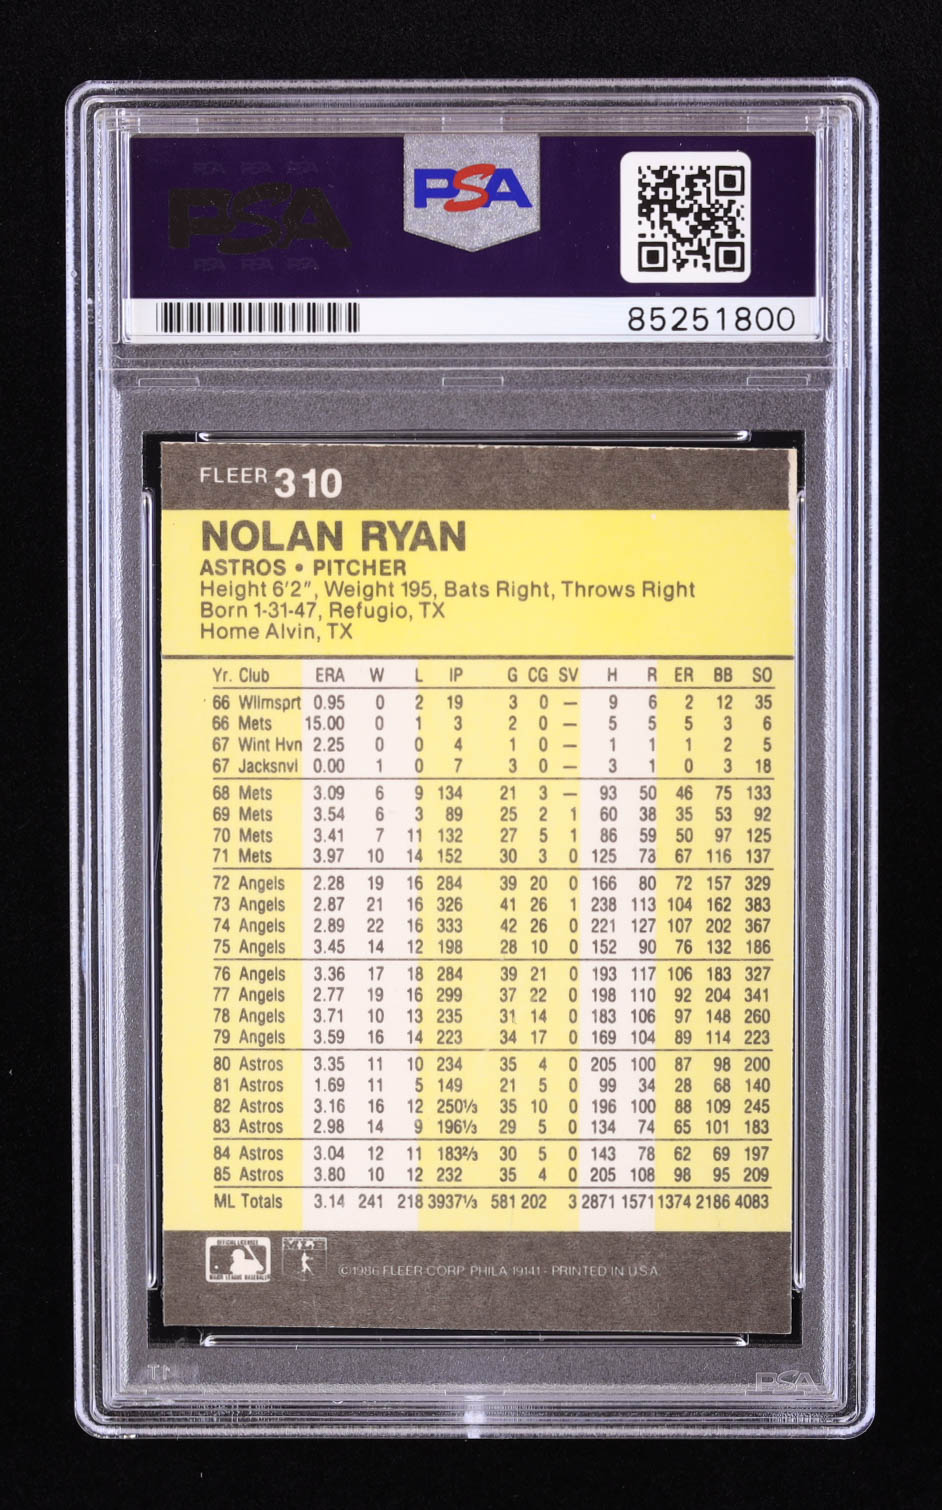 PSA
PSA
85251800
FLEER 310
NOLAN RYAN
ASTROS • PITCHER
Height 6'2", Weight 195, Bats Right, Throws Right
Born 1-31-47, Refugio, TX
Home Alvin, TX
Yr. Club ERA W L IP G CG SV H R ER BB SO
66 Wllmsprt 0.95 0 2 19 3 0 — 9 6 2 12 35
66 Mets 15.00 0 1 3 2 0 — 5 5 5 3 6
67 Wint Hvn 2.25 0 0 4 1 0 — 1 1 1 2 5
67 Jacksnvl 0.00 1 0 7 3 0 — 3 1 0 3 18
68 Mets 3.09 6 9 134 21 3 — 93 50 46 75 133
69 Mets 3.54 6 3 89 25 2 1 60 38 35 53 92
70 Mets 3.41 7 11 132 27 5 1 86 59 50 97 125
71 Mets 3.97 10 14 152 30 3 0 125 73 67 116 137
72 Angels 2.28 19 16 284 39 20 0 166 80 72 157 329
73 Angels 2.87 21 16 326 41 26 1 238 113 104 162 383
74 Angels 2.89 22 16 333 42 26 0 221 127 107 202 367
75 Angels 3.45 14 12 198 28 10 0 152 90 76 132 186
76 Angels 3.36 17 18 284 39 21 0 193 117 106 183 327
77 Angels 2.77 19 16 299 37 22 0 198 110 92 204 341
78 Angels 3.71 10 13 235 31 14 0 183 106 97 148 260
79 Angels 3.59 16 14 223 34 17 0 169 104 89 114 223
80 Astros 3.35 11 10 234 35 4 0 205 100 87 98 200
81 Astros 1.69 11 5 149 21 5 0 99 34 28 68 140
82 Astros 3.16 16 12 250⅓ 35 10 0 196 100 88 109 245
83 Astros 2.98 14 9 196⅓ 29 5 0 134 74 65 101 183
84 Astros 3.04 12 11 183⅔ 30 5 0 143 78 62 69 197
85 Astros 3.80 10 12 232 35 4 0 205 108 98 95 209
ML Totals 3.14 241 218 3937⅓ 581 202 3 2871 1571 1374 2186 4083
OFFICIAL LICENSEE
MAJOR LEAGUE BASEBALL
©1986 FLEER CORP. PHILA 19141 - PRINTED IN U.S.A.
PSA